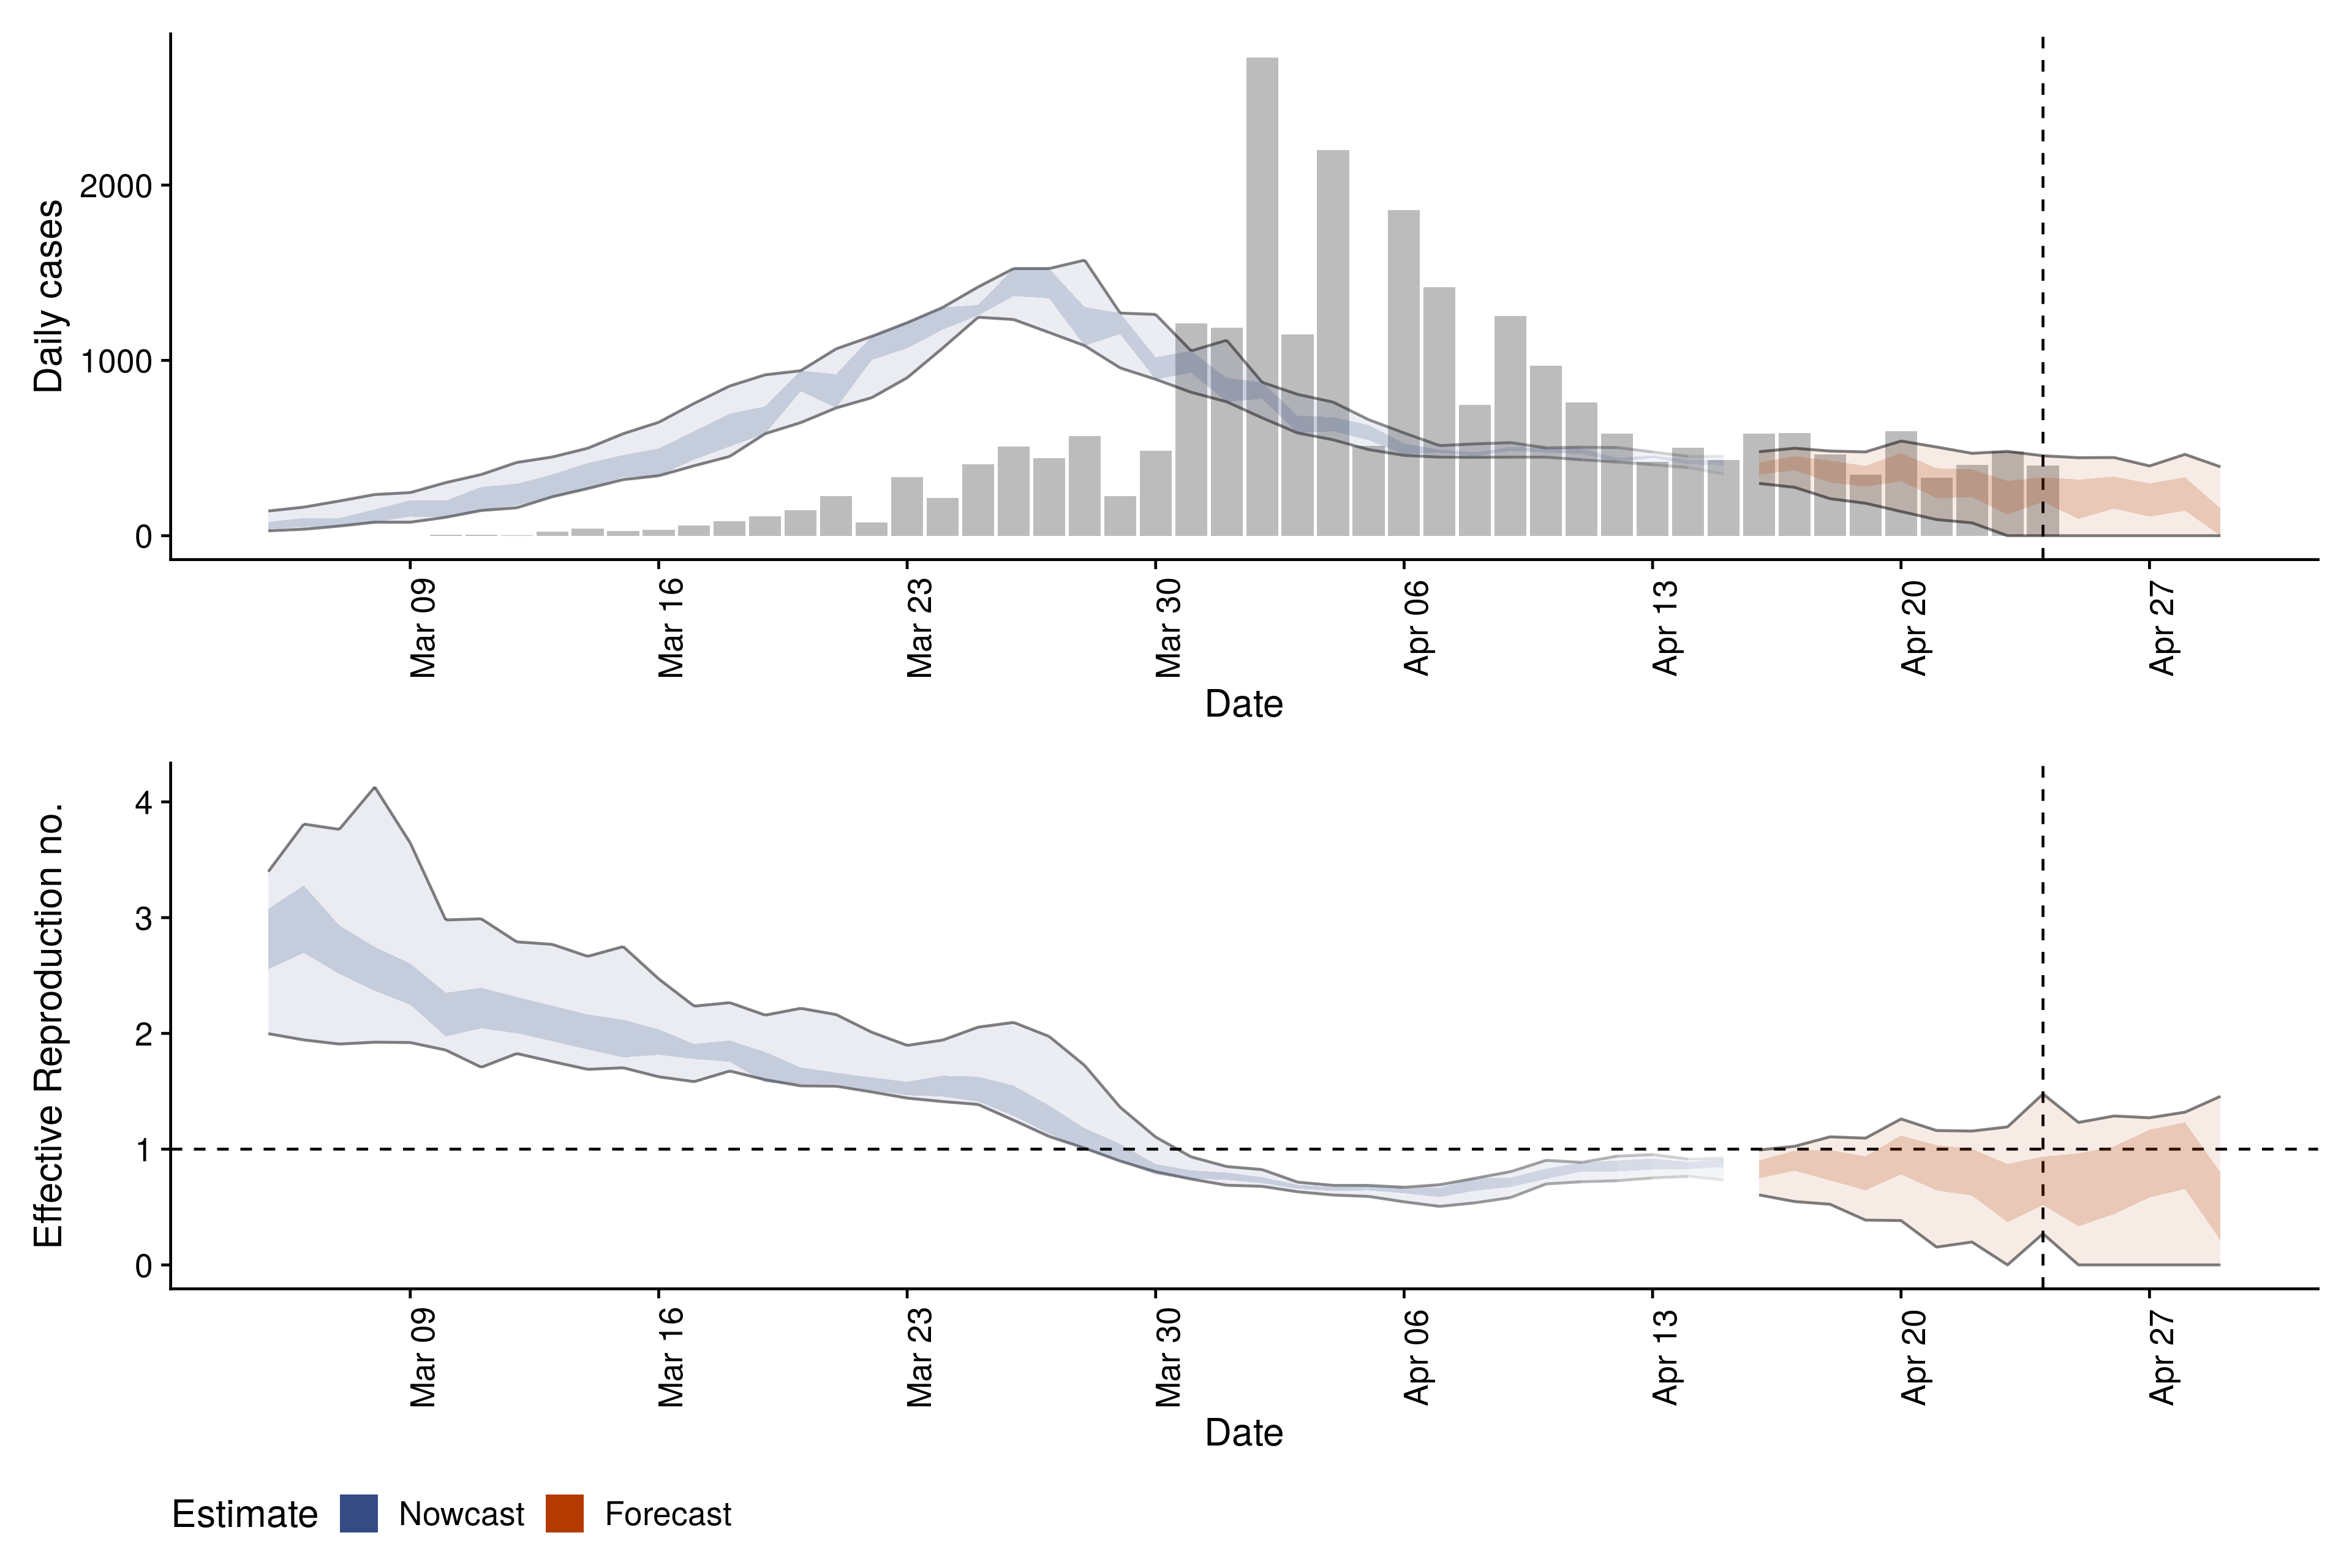 Daily cases
2000
1000
0
Mar 09
Mar 16
Mar 23
Mar 30
Apr 06
Apr 13
Apr 20
Apr 27
Date
Effective Reproduction no.
4
3
2
1
0
Mar 09
Mar 16
Mar 23
Mar 30
Apr 06
Apr 13
Apr 20
Apr 27
Date
Estimate Nowcast Forecast